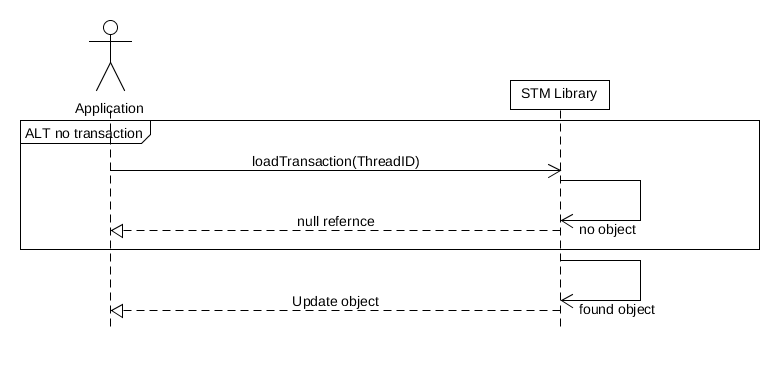 Application
STM Library
ALT no transaction
loadTransaction(ThreadID)
null refernce
no object
Update object
found object